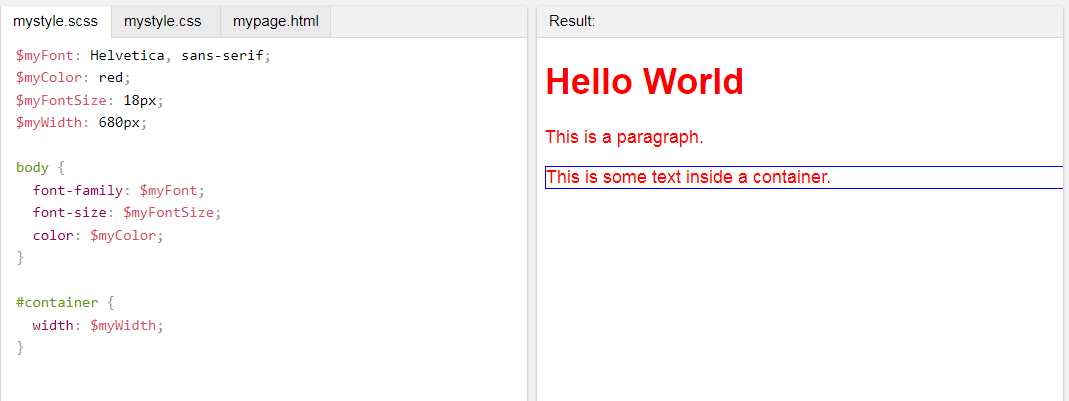 mystyle.scss mystyle.css mypage.html
$myFont: Helvetica, sans-serif;
$myColor: red;
$myFontSize: 18px;
$myWidth: 680px;
body {
  font-family: $myFont;
  font-size: $myFontSize;
  color: $myColor;
}
#container {
  width: $myWidth;
}
Result:
Hello World
This is a paragraph.
This is some text inside a container.